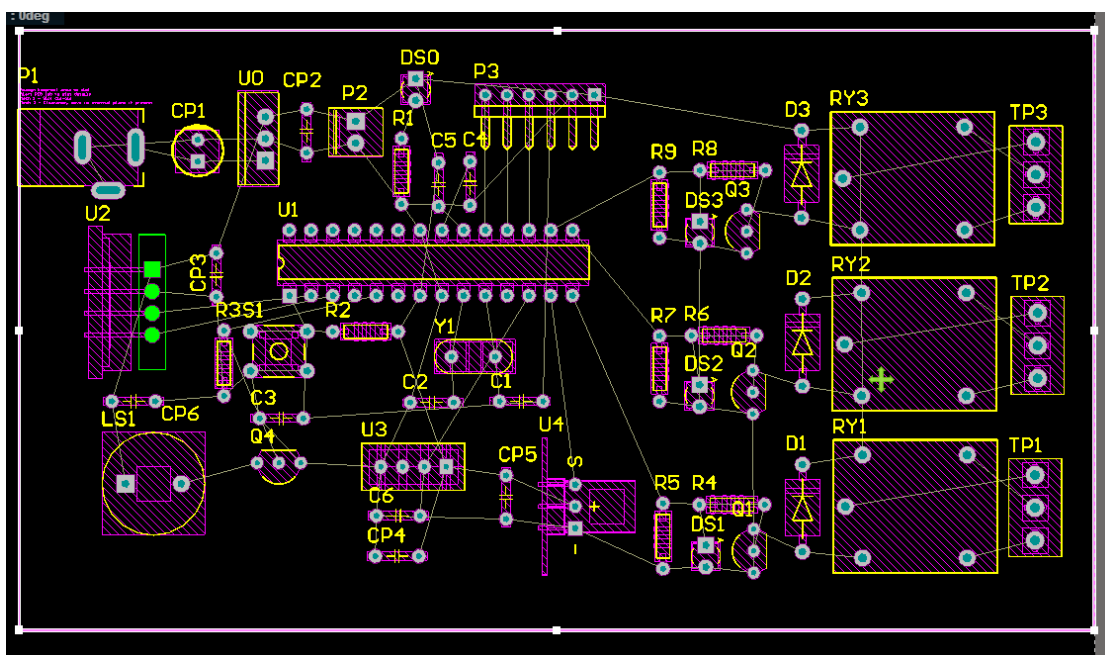 : 0deg
DS0
P1
U0
CP2
P3
P2
CP1
R1
D3
RY3
TP3
C5
C4
R9
R8
Q3
DS3
U2
U1
CP3
RY2
D2
TP2
R3
S1
R2
Y1
R7
R6
Q2
DS2
C3
C2
C1
CP6
LS1
Q4
U3
U4
RY1
D1
TP1
CP5
S
C6
R5
R4
+
Q1
DS1
CP4
-